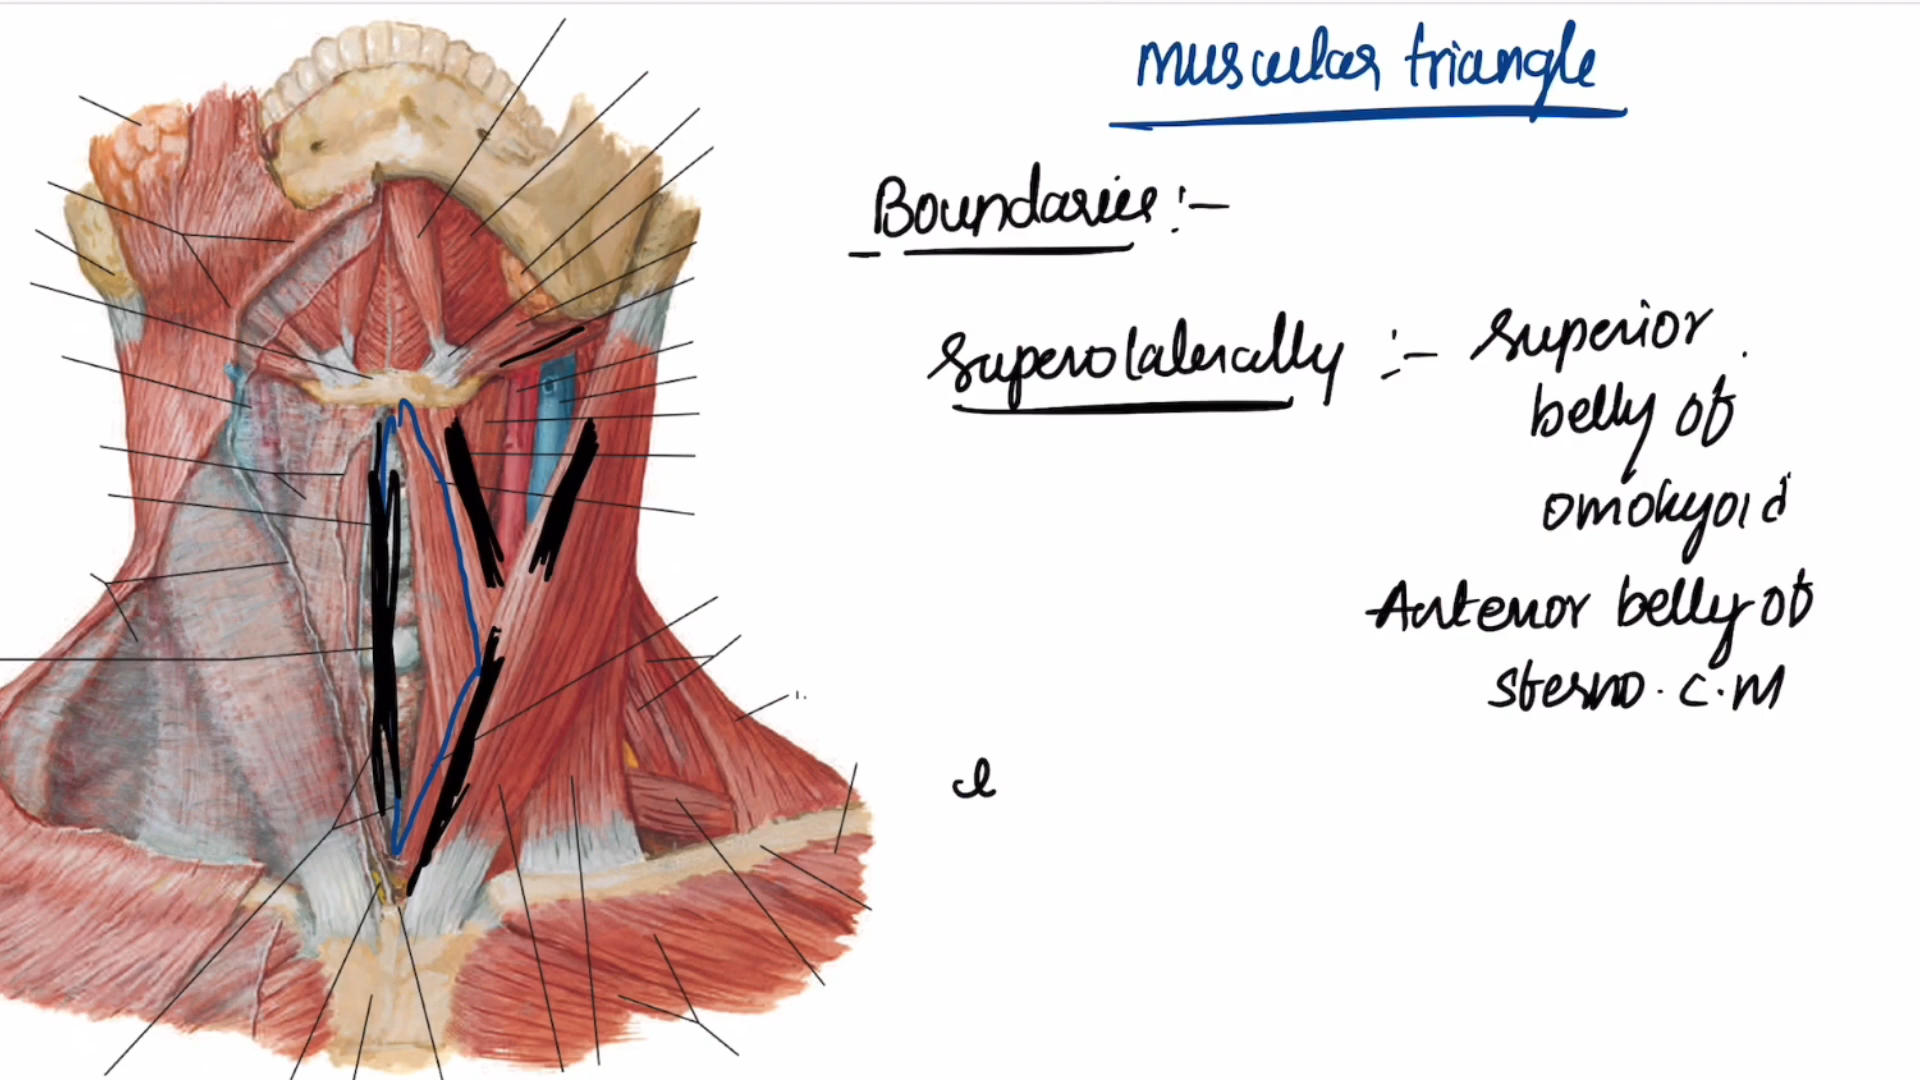 Muscular triangle
Boundaries :-
Superolaterally :- Superior
belly of
omohyoid
Anterior belly of
sterno. C.M